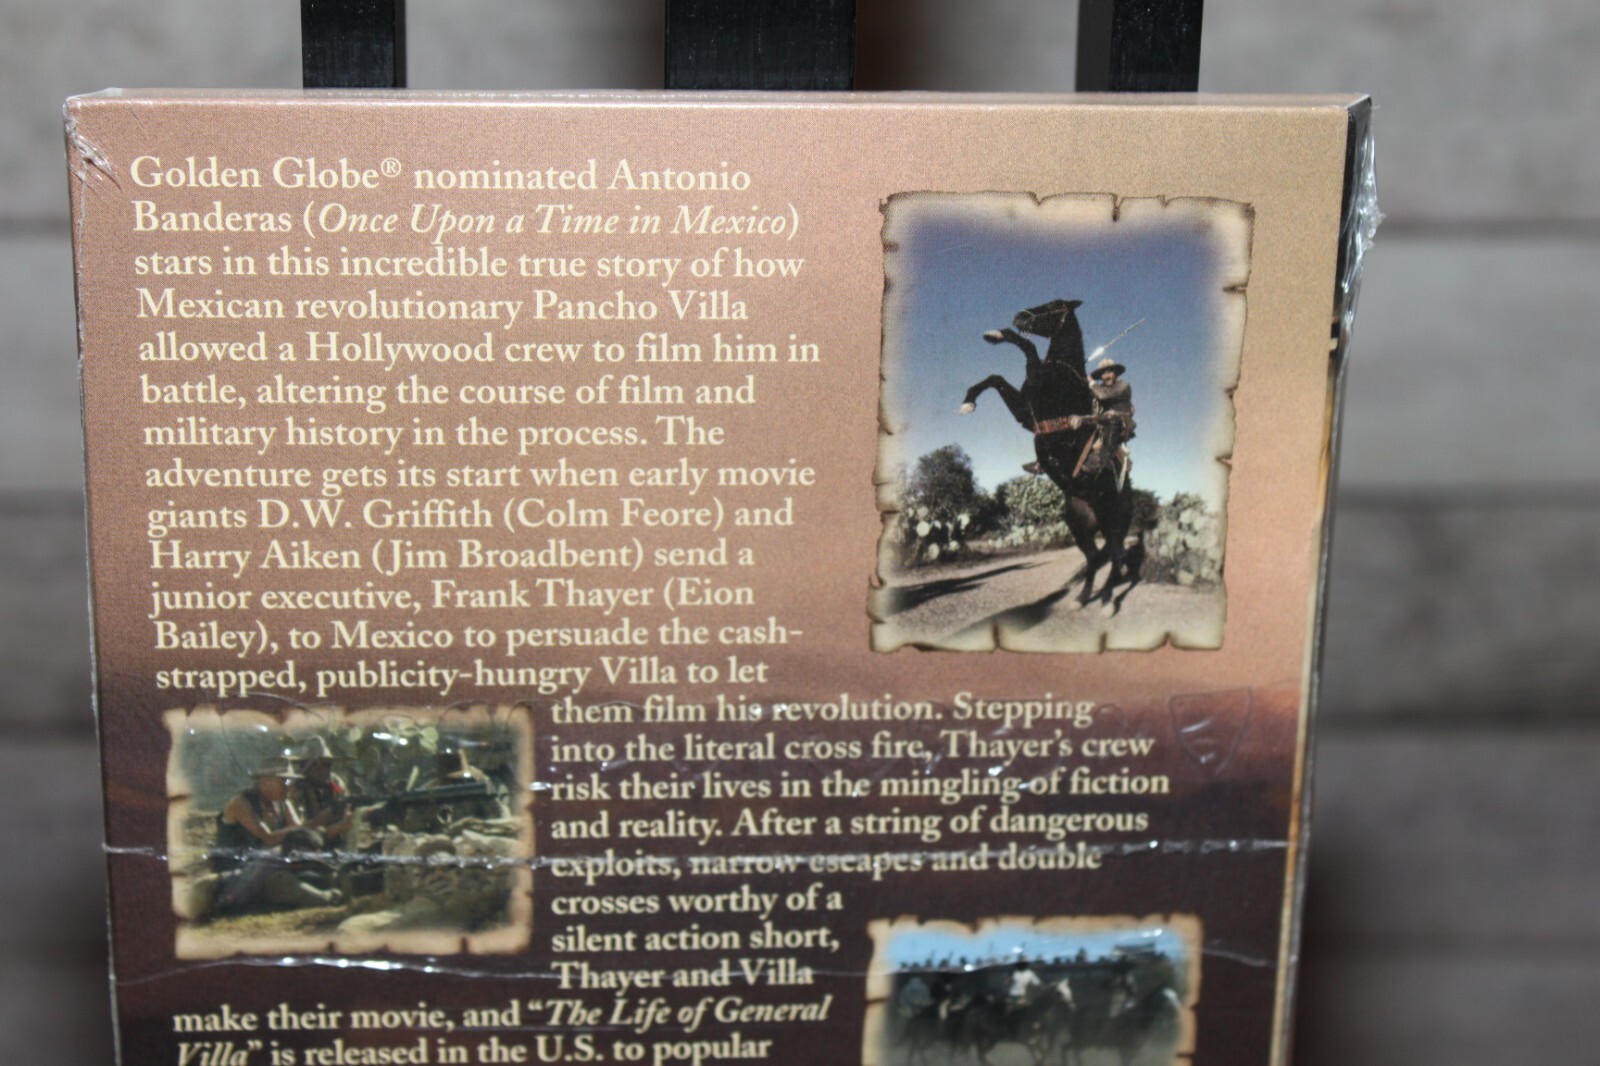 Golden Globe® nominated Antonio
Banderas (Once Upon a Time in Mexico)
stars in this incredible true story of how
Mexican revolutionary Pancho Villa
allowed a Hollywood crew to film him in
battle, altering the course of film and
military history in the process. The
adventure gets its start when early movie
giants D.W. Griffith (Colm Feore) and
Harry Aiken (Jim Broadbent) send a
junior executive, Frank Thayer (Eion
Bailey), to Mexico to persuade the cash-
strapped, publicity-hungry Villa to let
them film his revolution. Stepping
into the literal cross fire, Thayer's crew
risk their lives in the mingling of fiction
and reality. After a string of dangerous
exploits, narrow escapes and double
crosses worthy of a
silent action short,
Thayer and Villa
make their movie, and "The Life of General
Villa" is released in the U.S. to popular